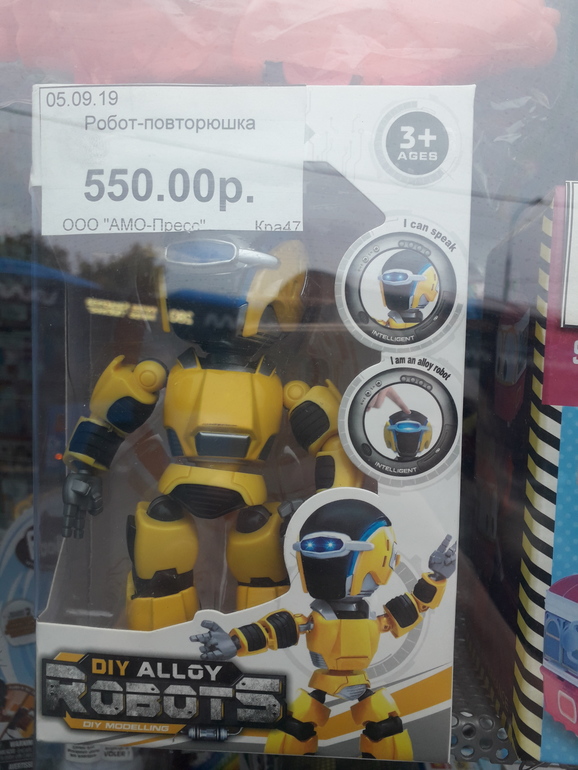 05.09.19
Робот-повторюшка
550.00р.
ООО "АМО-Пресс" Кра47
3+
AGES
I can speak
INTELLIGENT
I am an alloy robot
INTELLIGENT
DIY ALLOY
ROBOTS
DIY MODELLING